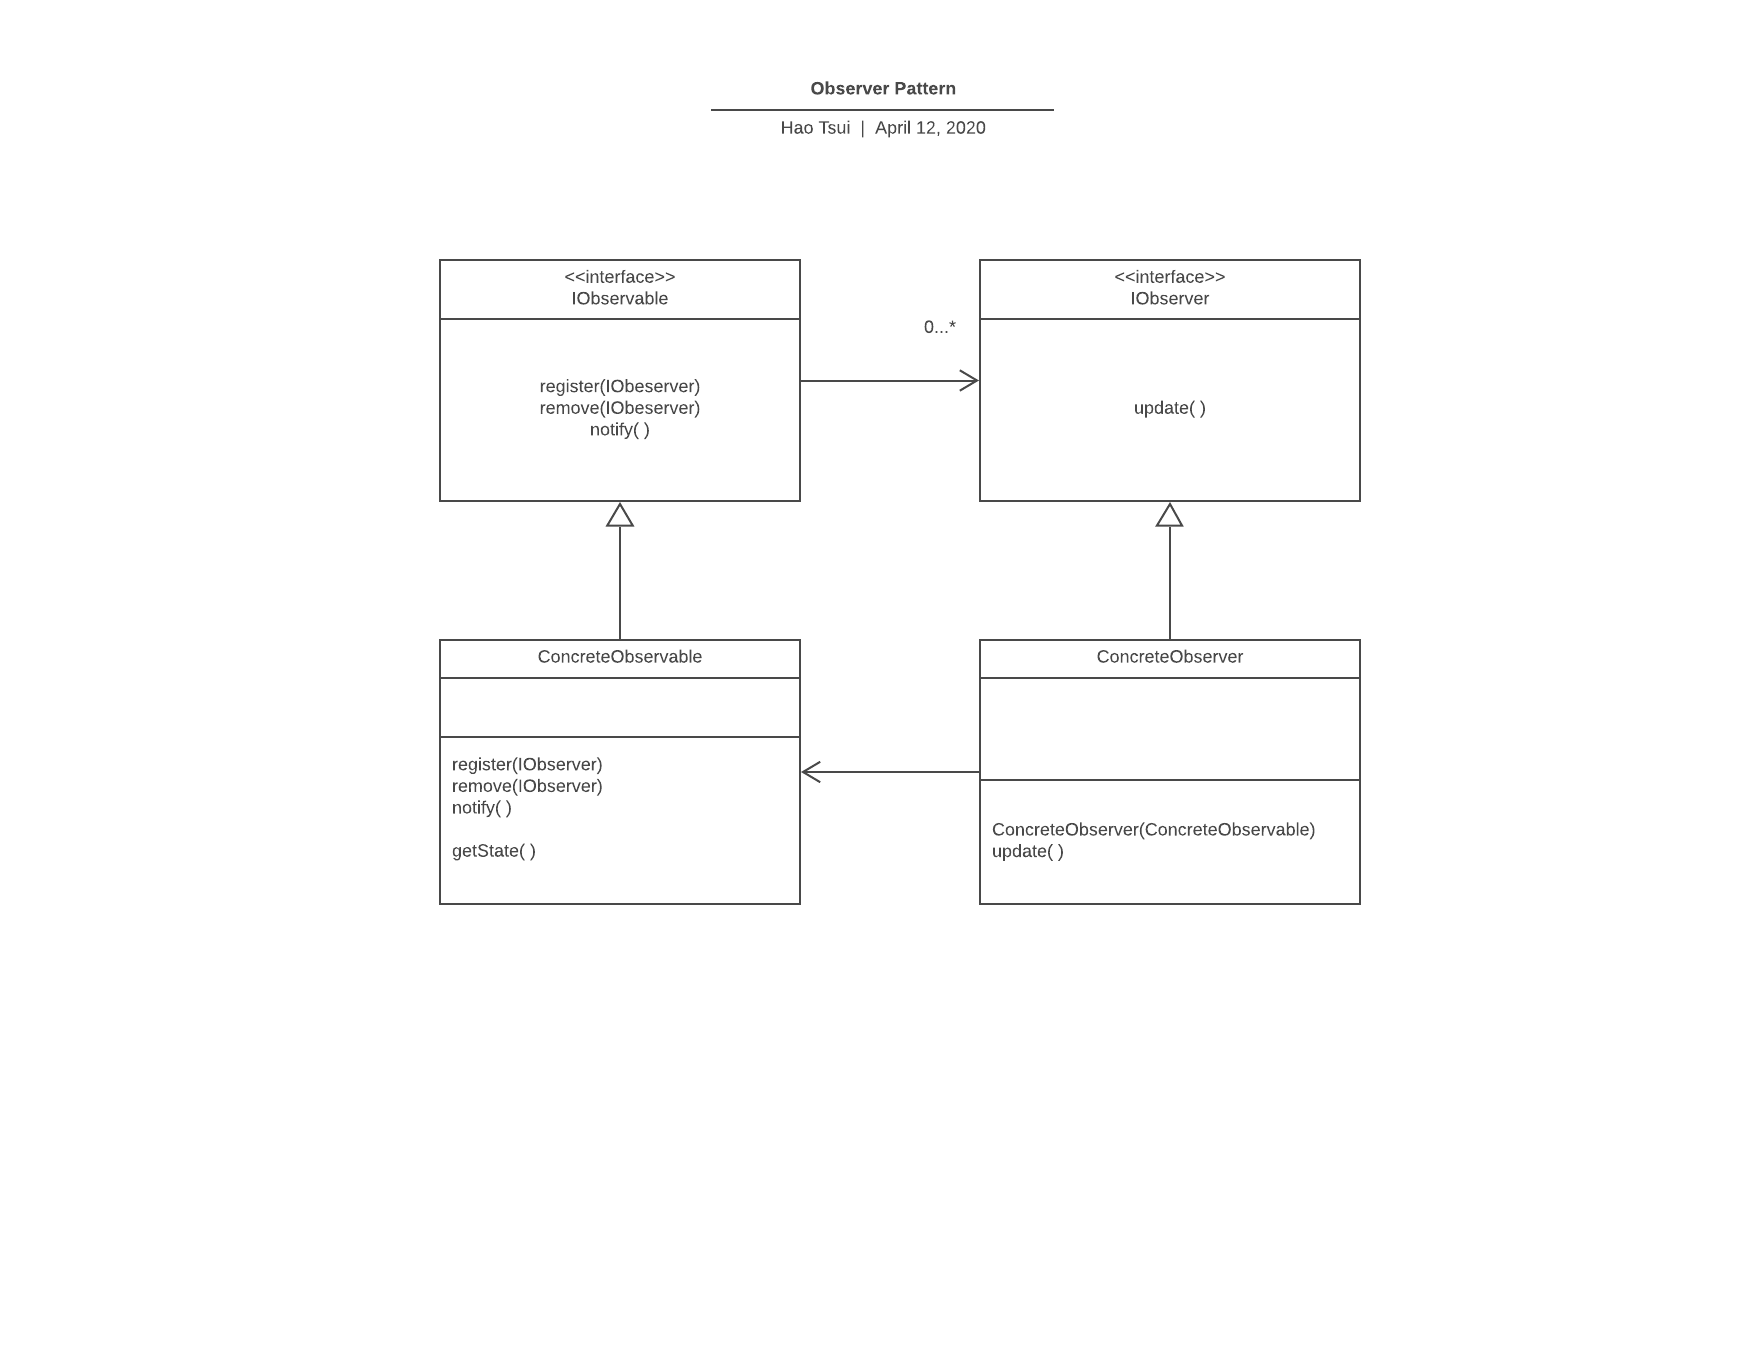 Observer Pattern
Hao Tsui | April 12, 2020
<<interface>>
IObservable
register(IObeserver)
remove(IObeserver)
notify( )
0...*
<<interface>>
IObserver
update( )
ConcreteObservable
register(IObserver)
remove(IObserver)
notify( )
getState( )
ConcreteObserver
ConcreteObserver(ConcreteObservable)
update( )